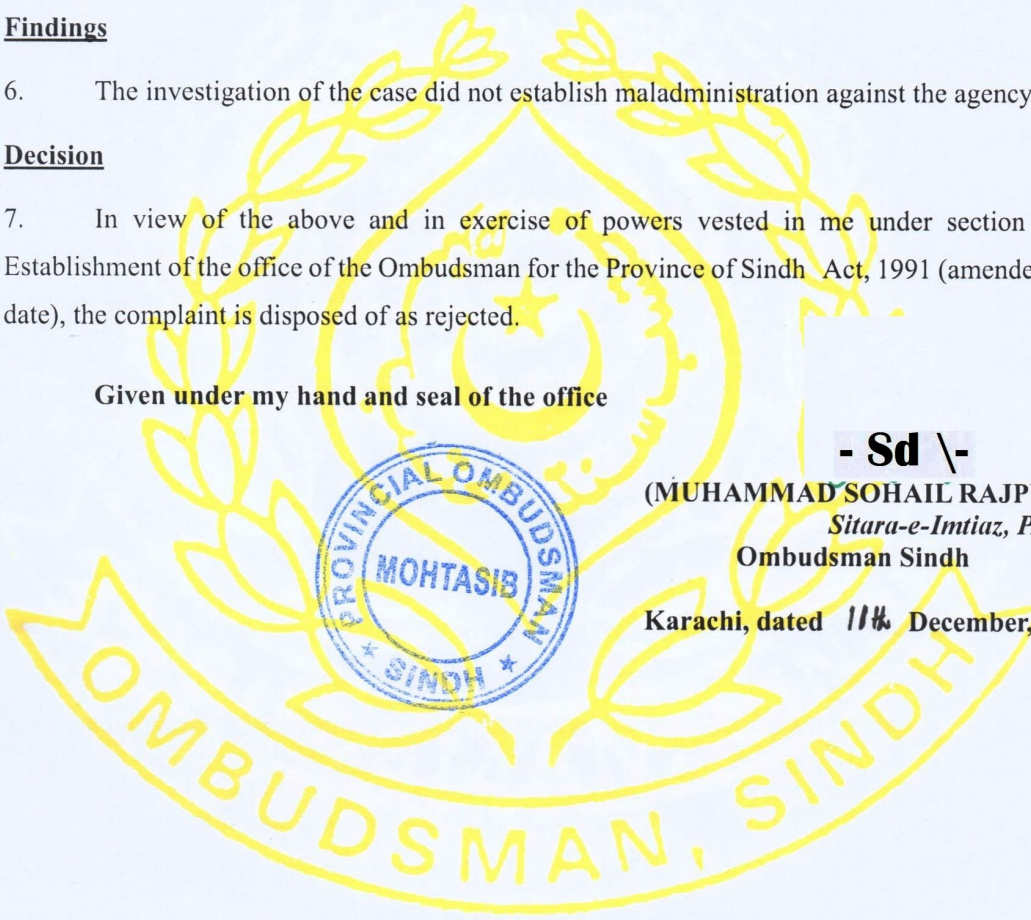 Findings
6. The investigation of the case did not establish maladministration against the agency
Decision
7. In view of the above and in exercise of powers vested in me under section
Establishment of the office of the Ombudsman for the Province of Sindh Act, 1991 (amende
date), the complaint is disposed of as rejected.
Given under my hand and seal of the office
- Sd \-
(MUHAMMAD SOHAIL RAJP
Sitara-e-Imtiaz, P
Ombudsman Sindh
Karachi, dated 11th December,
PROVINCIAL OMBUDSMAN
MOHTASIB
* SINDH *
OMBUDSMAN, SINDH